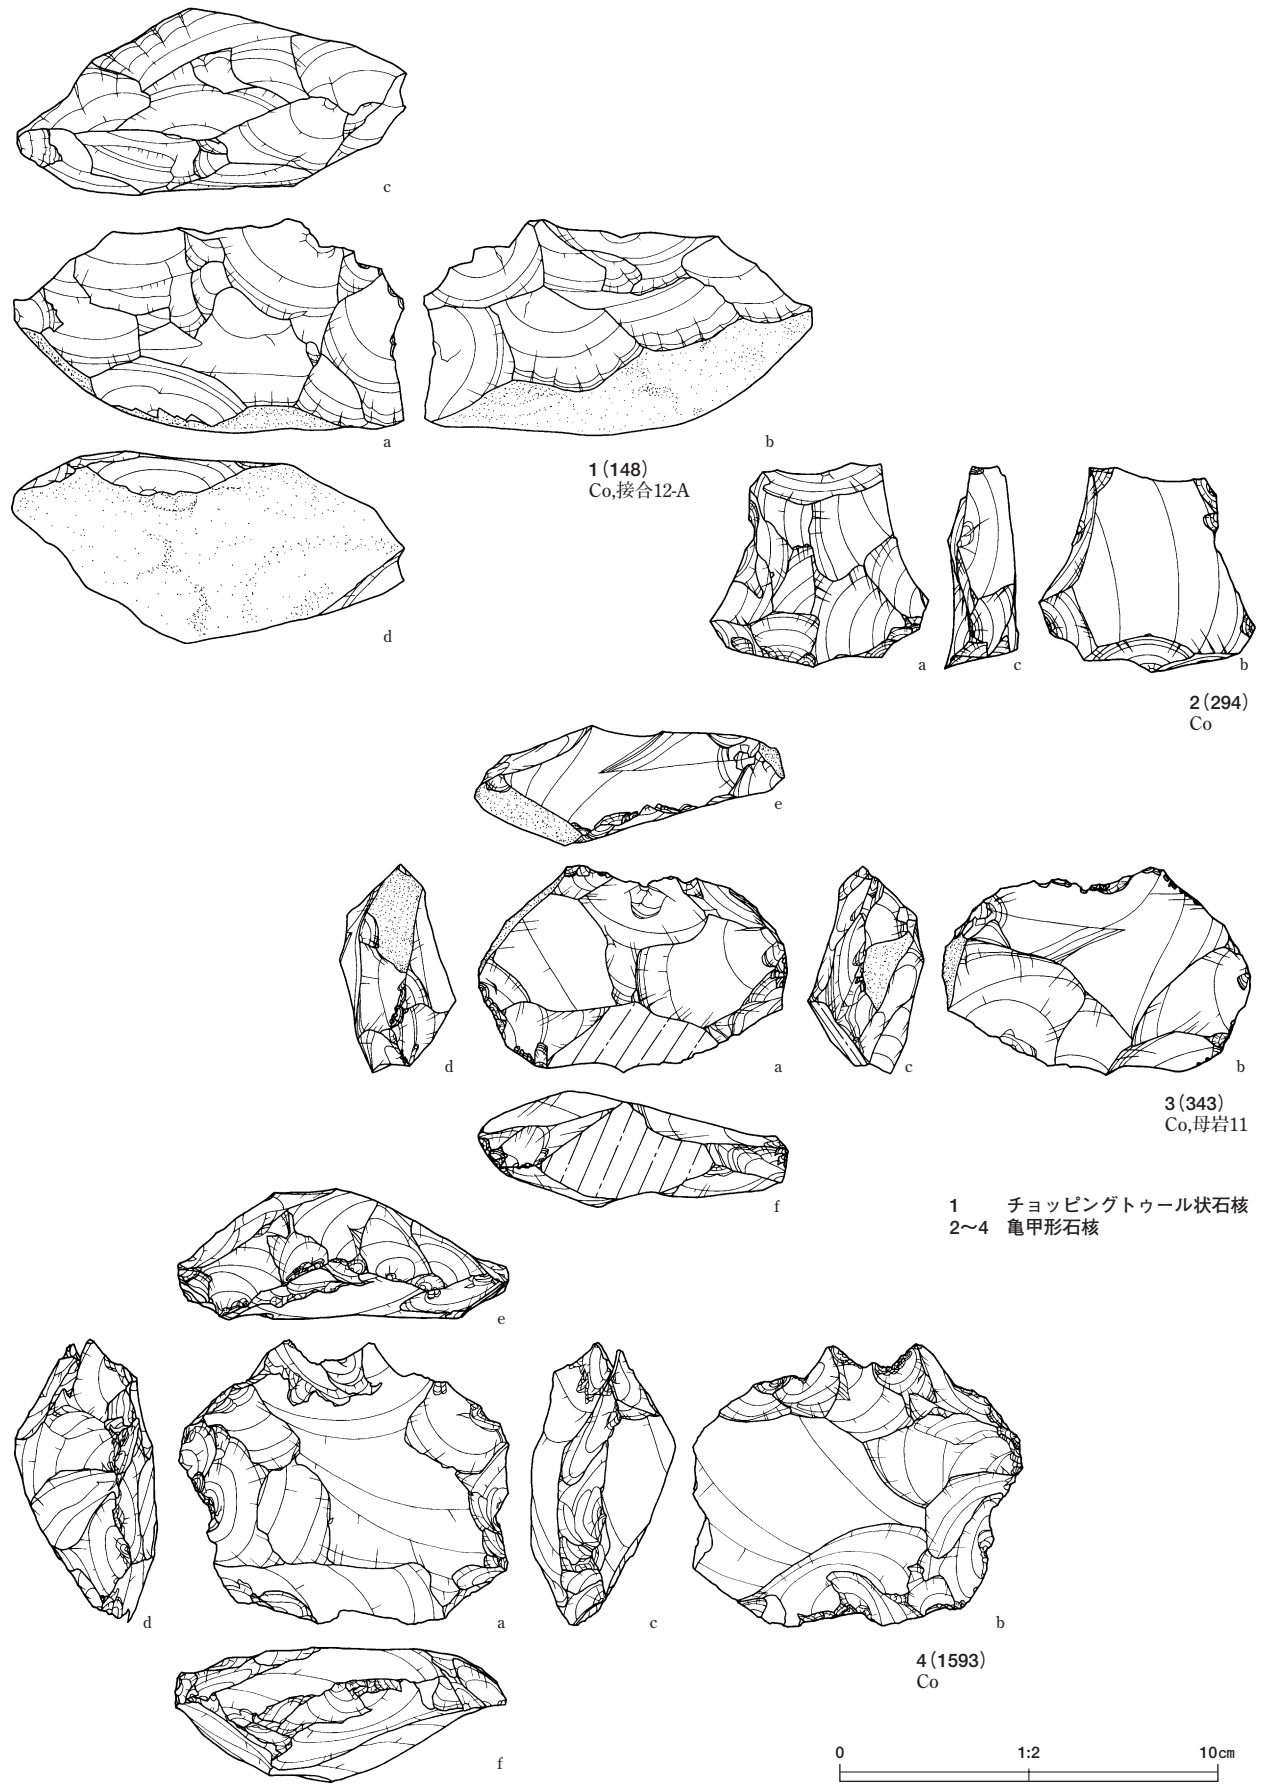 c
a
b
1(148)
Co,接合12-A
d
a
c
b
2(294)
Co
e
d
a
c
b
3(343)
Co,母岩11
f
1 チョッピングトゥール状石核
2〜4 亀甲形石核
e
d
a
c
b
4(1593)
Co
f
0 1:2 10cm